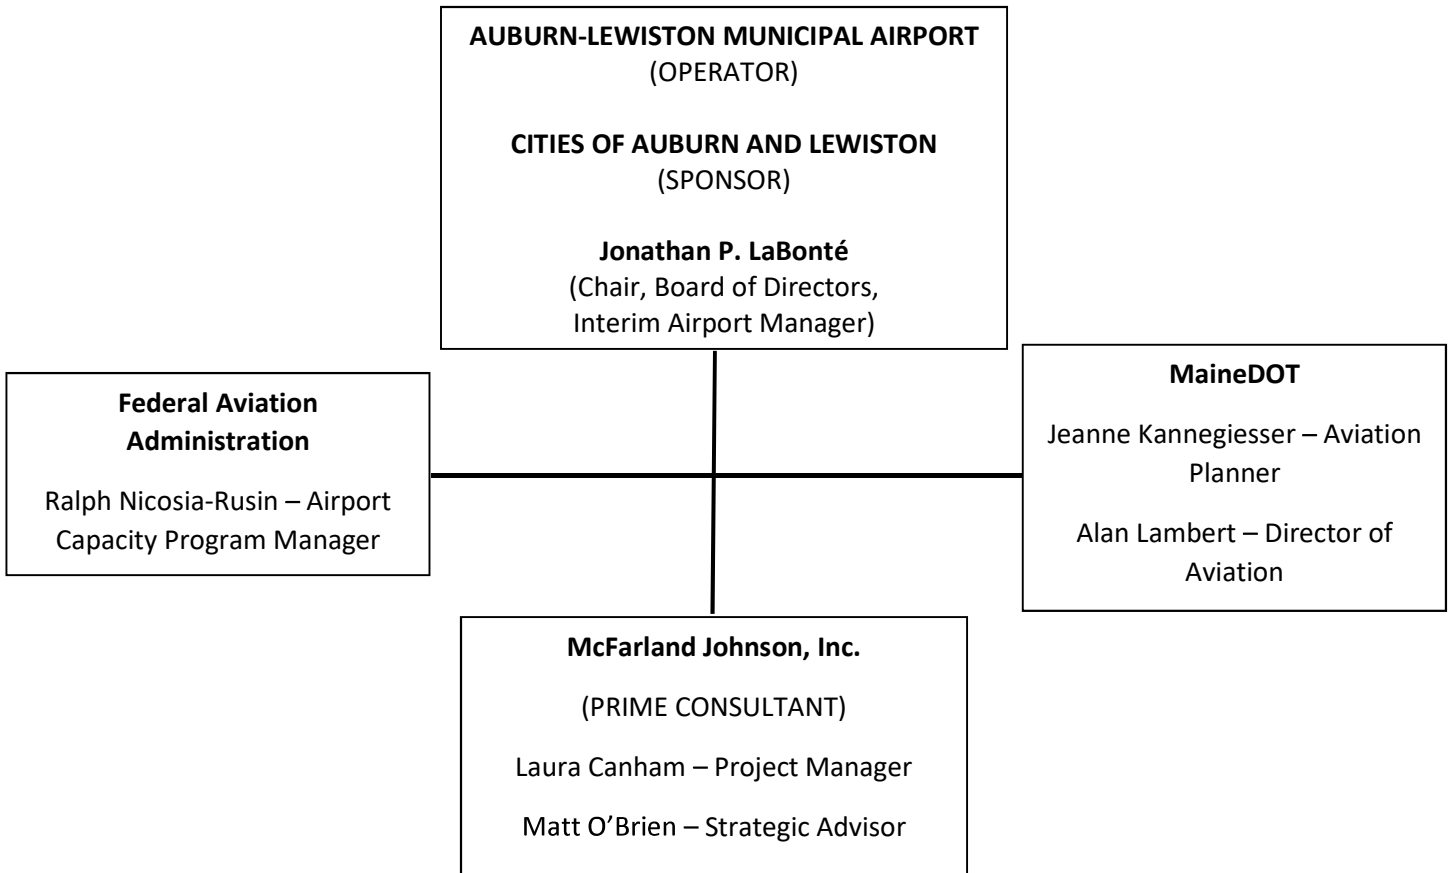 AUBURN-LEWISTON MUNICIPAL AIRPORT
(OPERATOR)
CITIES OF AUBURN AND LEWISTON
(SPONSOR)
Jonathan P. LaBonté
(Chair, Board of Directors,
Interim Airport Manager)
Federal Aviation
Administration
Ralph Nicosia-Rusin – Airport
Capacity Program Manager
MaineDOT
Jeanne Kannegiesser – Aviation
Planner
Alan Lambert – Director of
Aviation
McFarland Johnson, Inc.
(PRIME CONSULTANT)
Laura Canham – Project Manager
Matt O’Brien – Strategic Advisor